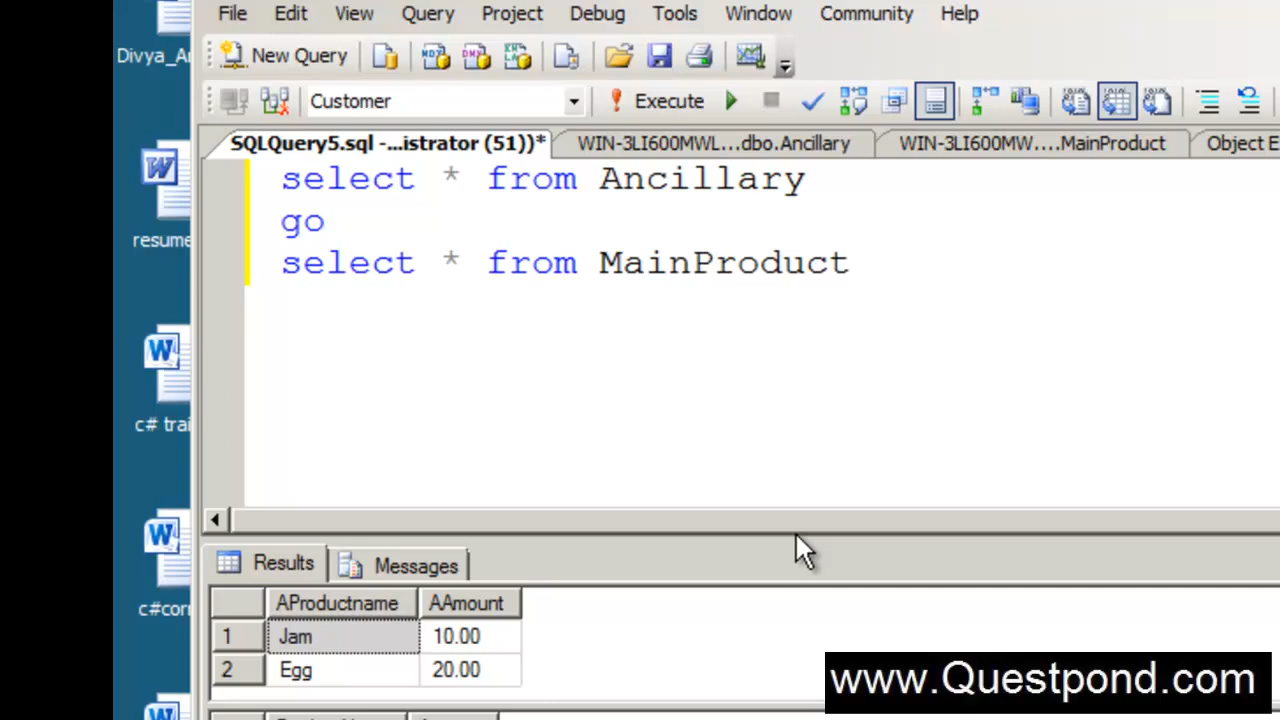 File Edit View Query Project Debug Tools Window Community Help
Divya_Ar
New Query
Customer Execute
SQLQuery5.sql -...istrator (51))* WIN-3LI600MWL...dbo.Ancillary WIN-3LI600MW....MainProduct Object E
select * from Ancillary
go
select * from MainProduct
resume
c# trai
c#corr
Results Messages
AProductname AAmount
1 Jam 10.00
2 Egg 20.00
www.Questpond.com